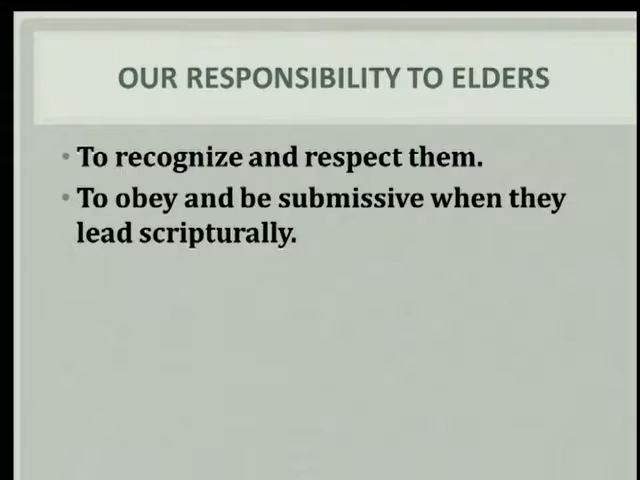 OUR RESPONSIBILITY TO ELDERS
• To recognize and respect them.
• To obey and be submissive when they
lead scripturally.